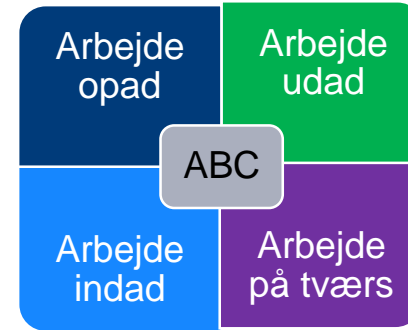 Arbejde
opad
Arbejde
udad
ABC
Arbejde
indad
Arbejde
på tværs